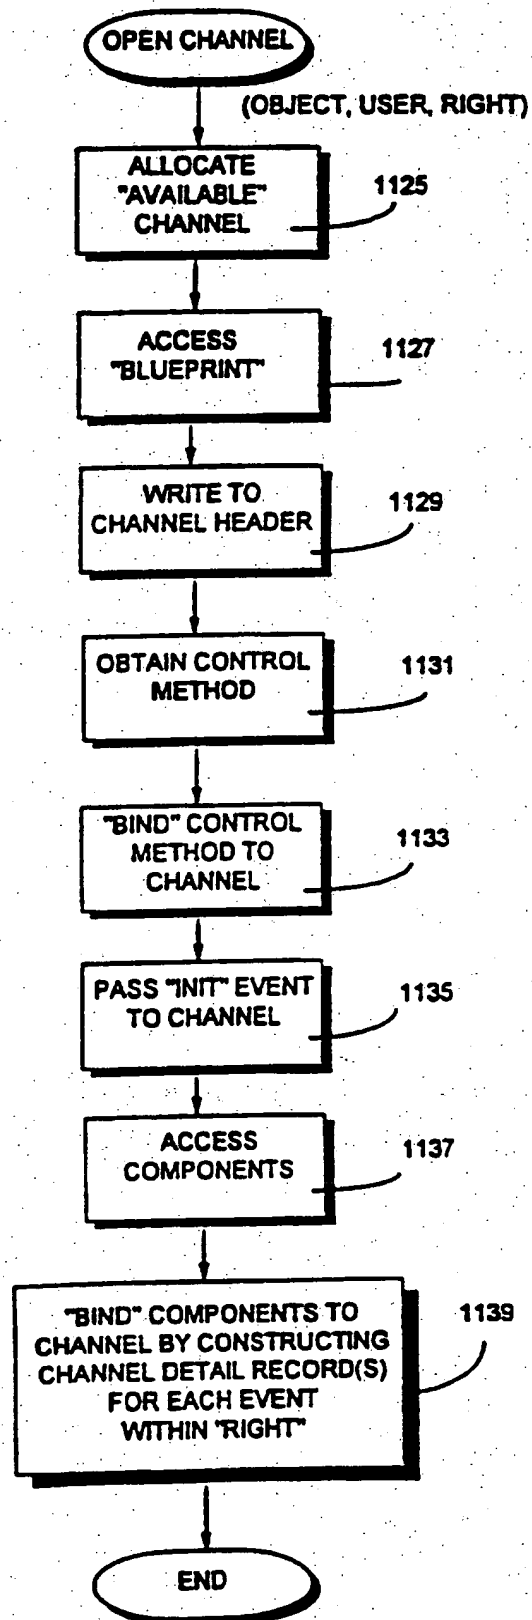 OPEN CHANNEL
(OBJECT, USER, RIGHT)
ALLOCATE
"AVAILABLE"
CHANNEL
1125
ACCESS
"BLUEPRINT"
1127
WRITE TO
CHANNEL HEADER
1129
OBTAIN CONTROL
METHOD
1131
"BIND" CONTROL
METHOD TO
CHANNEL
1133
PASS "INIT" EVENT
TO CHANNEL
1135
ACCESS
COMPONENTS
1137
"BIND" COMPONENTS TO
CHANNEL BY CONSTRUCTING
CHANNEL DETAIL RECORD(S)
FOR EACH EVENT
WITHIN "RIGHT"
1139
END